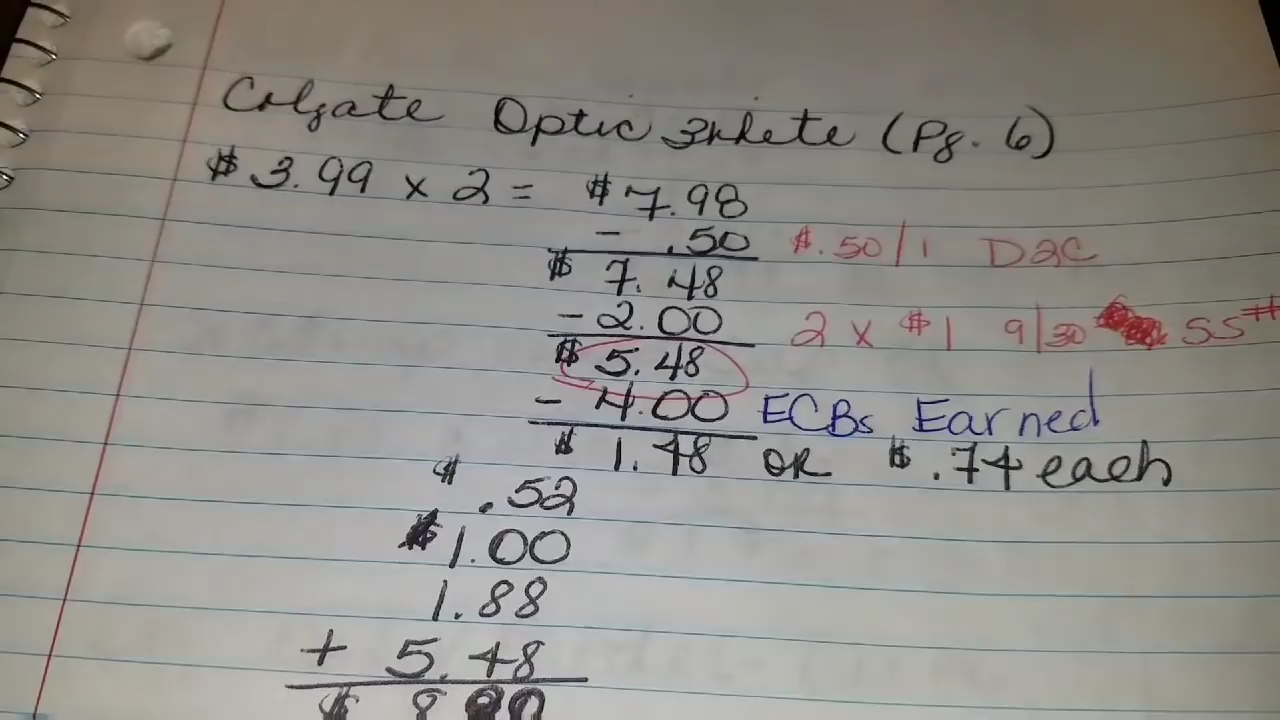 Colgate Optic White (Pg. 6)
$3.99 x 2 = $7.98
- .50 $.50/1 D2C
$ 7.48
- 2.00 2 x $1 9/30 SS#
$ 5.48
- 4.00 ECBs Earned
$ 1.48 OR $.74 each
$ .52
$1.00
1.88
+ 5.48
$ 8.